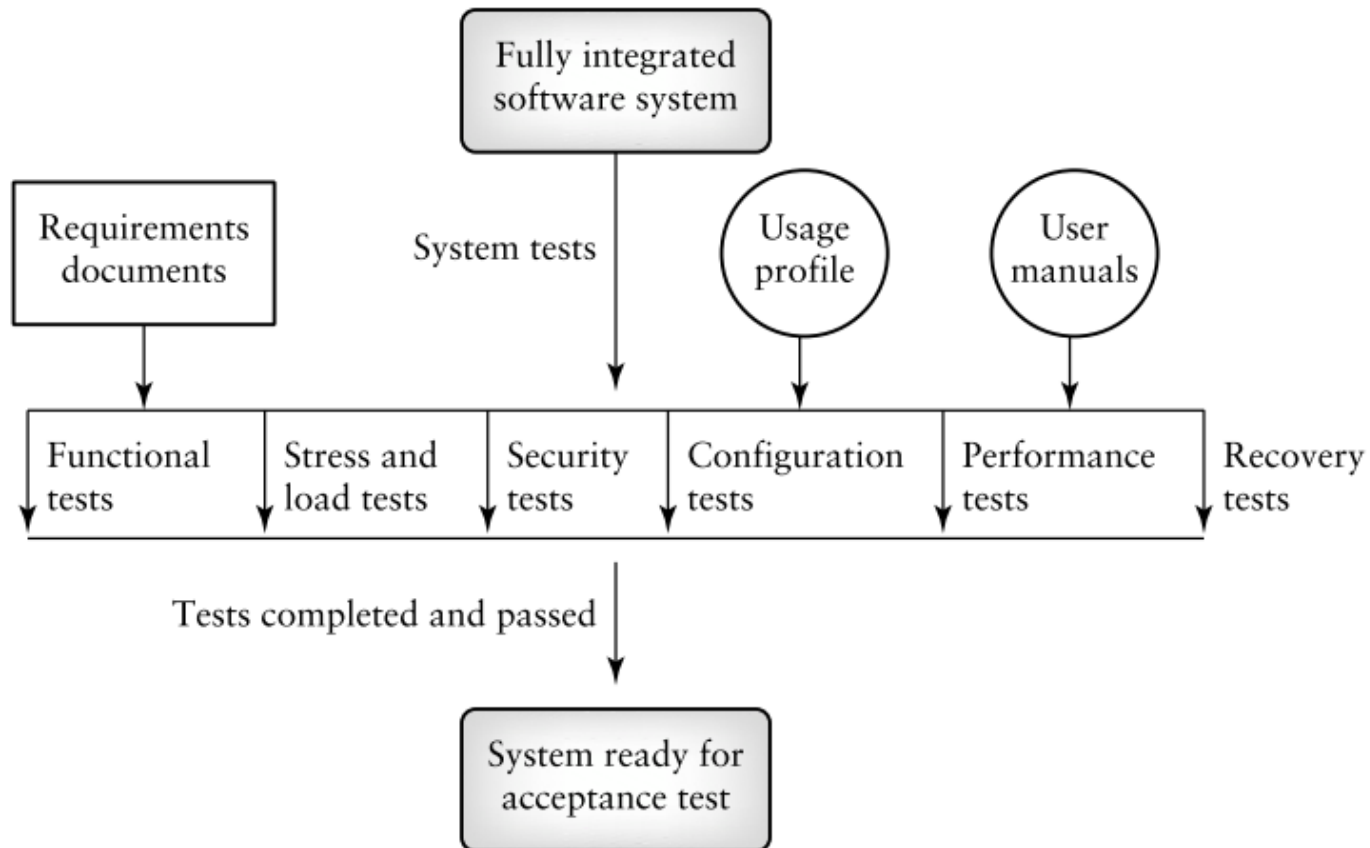 Fully integrated
software system
Requirements
documents
System tests
Usage
profile
User
manuals
Functional
tests
Stress and
load tests
Security
tests
Configuration
tests
Performance
tests
Recovery
tests
Tests completed and passed
System ready for
acceptance test